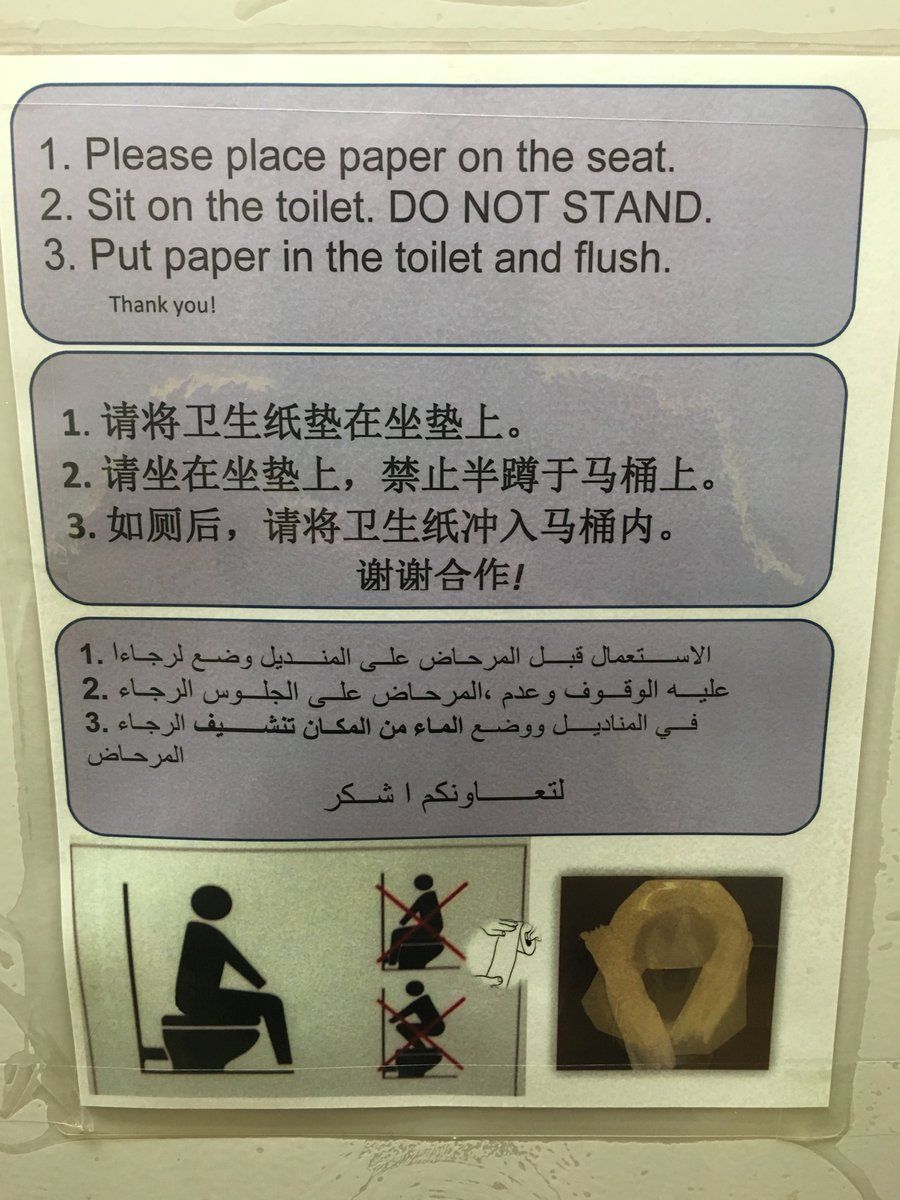 1. Please place paper on the seat.
2. Sit on the toilet. DO NOT STAND.
3. Put paper in the toilet and flush.
Thank you!
1. 请将卫生纸垫在坐垫上。
2. 请坐在坐垫上，禁止半蹲于马桶上。
3. 如厕后，请将卫生纸冲入马桶内。
谢谢合作!
1. لرجاءا وضع المنديل على المرحاض قبل الاستعمال
2. الرجاء الجلوس على المرحاض، وعدم الوقوف عليه
3. الرجاء تنشيف المكان من الماء ووضع المناديل في
المرحاض
شكر ا لتعاونكم